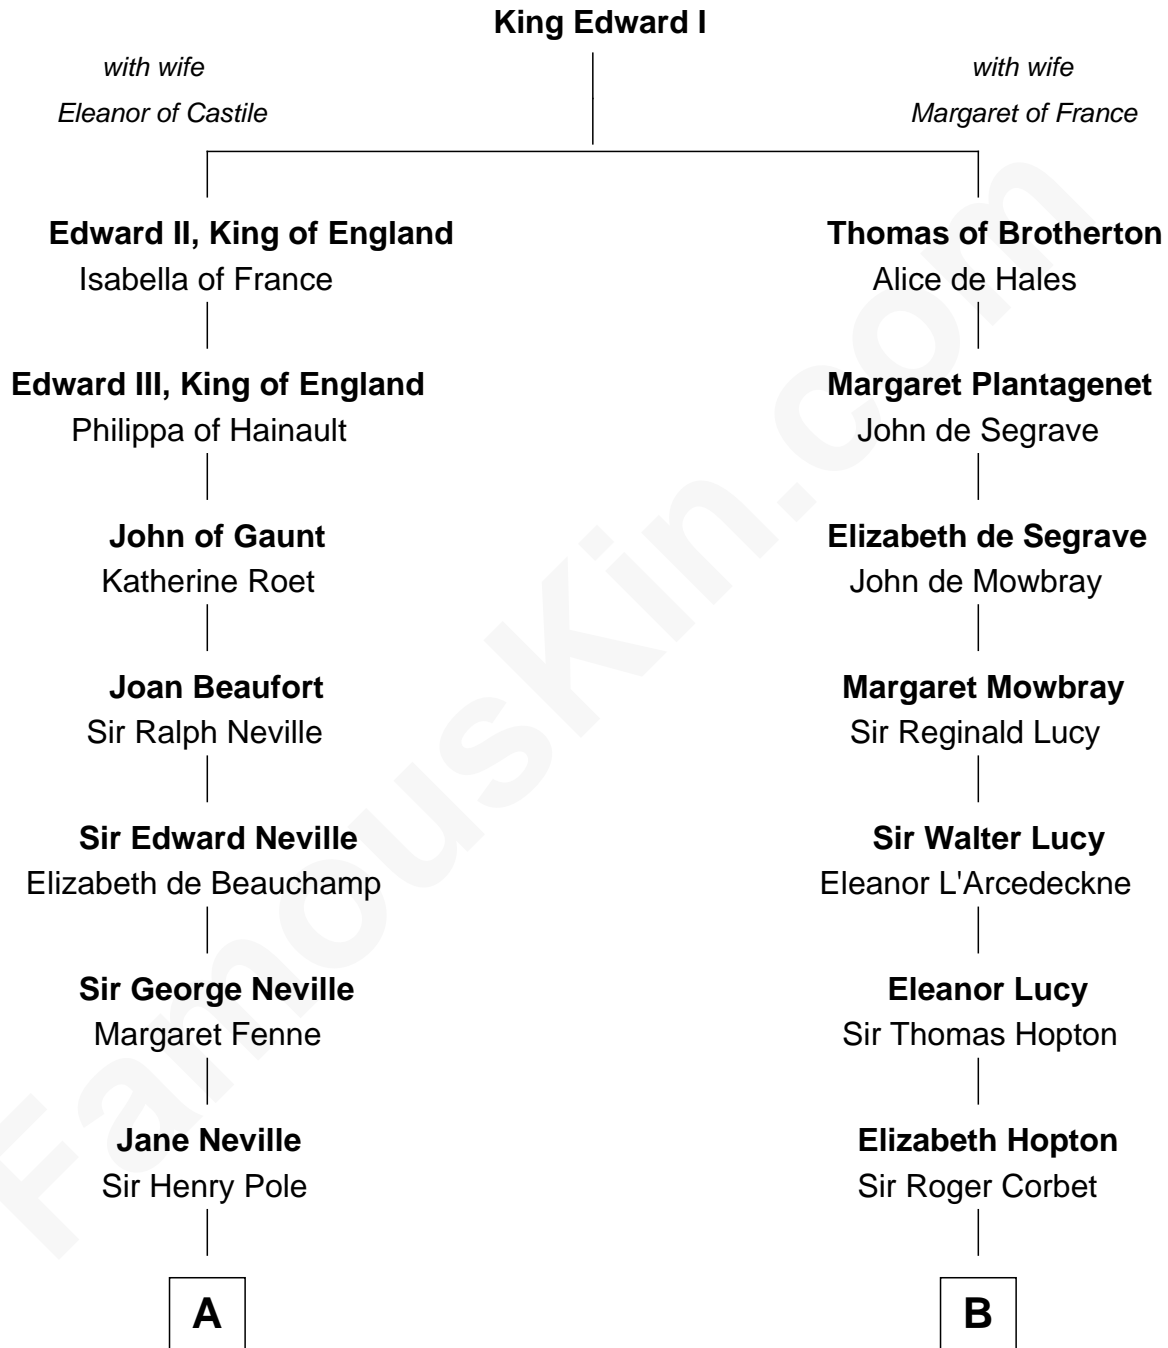 King Edward I
with wife
Eleanor of Castile
with wife
Margaret of France
Edward II, King of England
Isabella of France
Thomas of Brotherton
Alice de Hales
Edward III, King of England
Philippa of Hainault
Margaret Plantagenet
John de Segrave
John of Gaunt
Katherine Roet
Elizabeth de Segrave
John de Mowbray
Joan Beaufort
Sir Ralph Neville
Margaret Mowbray
Sir Reginald Lucy
Sir Edward Neville
Elizabeth de Beauchamp
Sir Walter Lucy
Eleanor L'Arcedeckne
Sir George Neville
Margaret Fenne
Eleanor Lucy
Sir Thomas Hopton
Jane Neville
Sir Henry Pole
Elizabeth Hopton
Sir Roger Corbet
A
B
FamousKin.com